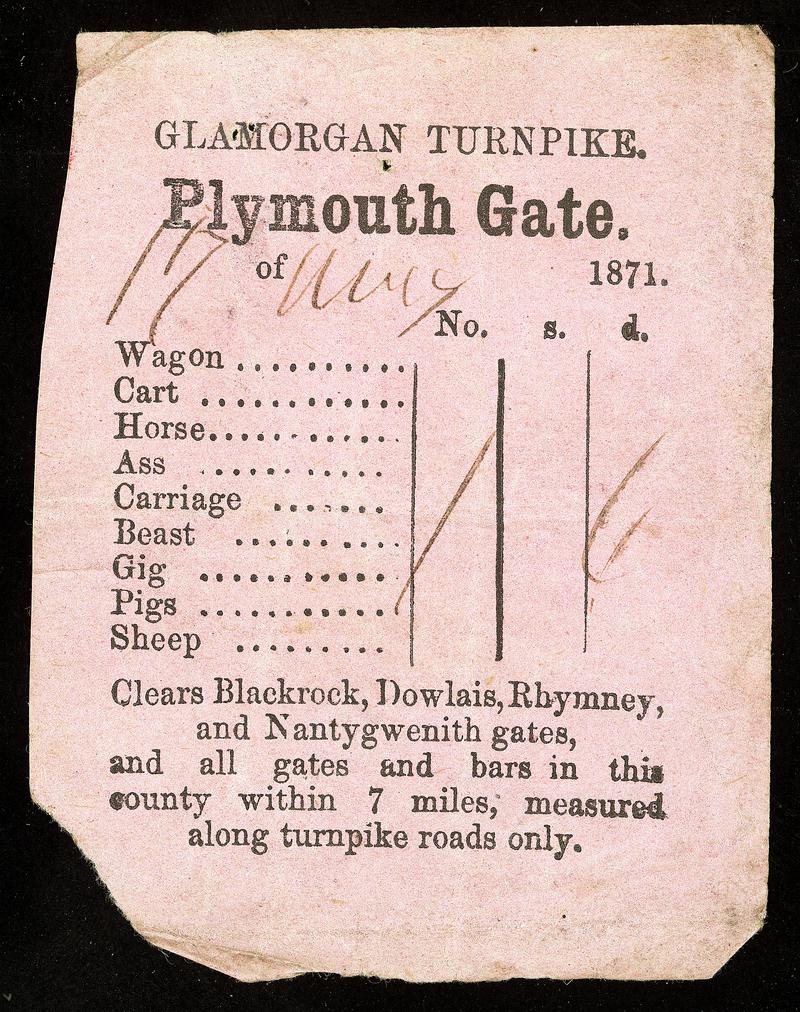 GLAMORGAN TURNPIKE.
Plymouth Gate.
17 of Aug 1871.
No. s. d.
Wagon ..........
Cart ............
Horse............
Ass ...........
Carriage .......
Beast ..........
Gig ...........
Pigs ...........
Sheep .........
1 6
Clears Blackrock, Dowlais, Rhymney,
and Nantygwenith gates,
and all gates and bars in this
county within 7 miles, measured
along turnpike roads only.